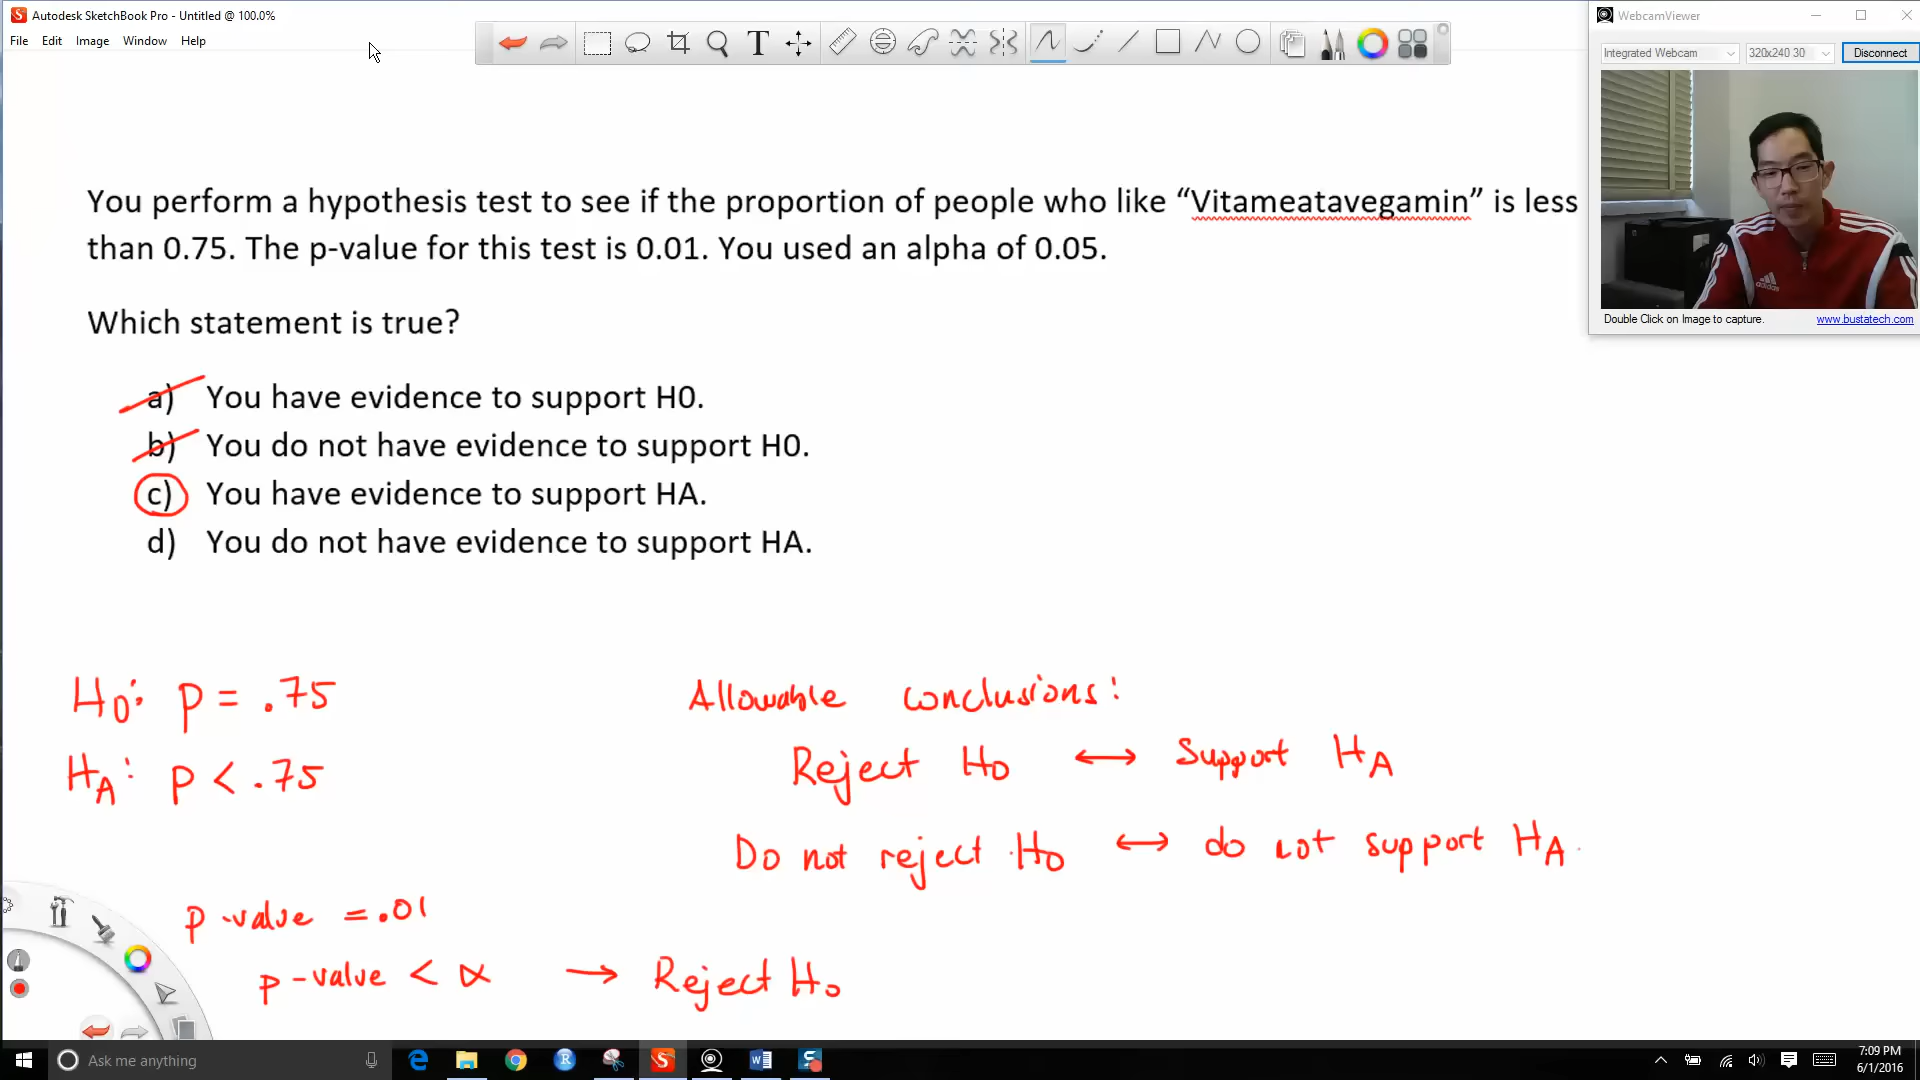 Autodesk SketchBook Pro - Untitled @ 100.0%
File Edit Image Window Help
T
WebcamViewer
Integrated Webcam 320x240 30 Disconnect
adidas
Double Click on Image to capture. www.bustatech.com
You perform a hypothesis test to see if the proportion of people who like “Vitameatavegamin” is less
than 0.75. The p-value for this test is 0.01. You used an alpha of 0.05.
Which statement is true?
a) You have evidence to support H0.
b) You do not have evidence to support H0.
c) You have evidence to support HA.
d) You do not have evidence to support HA.
H0: p = .75
HA: p < .75
p-value = .01
p-value < α → Reject H0
Allowable conclusions:
Reject H0 ↔ Support HA
Do not reject H0 ↔ do not support HA.
Ask me anything
7:09 PM
6/1/2016